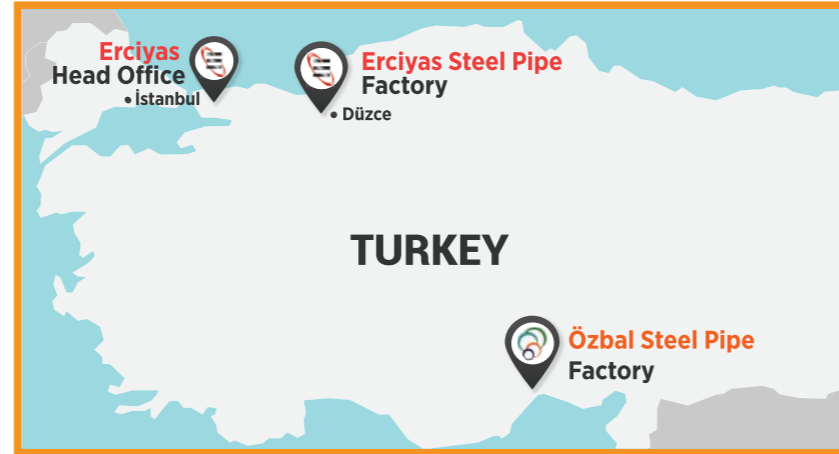 Erciyas
Head Office
• İstanbul
Erciyas Steel Pipe
Factory
• Düzce
TURKEY
Özbal Steel Pipe
Factory